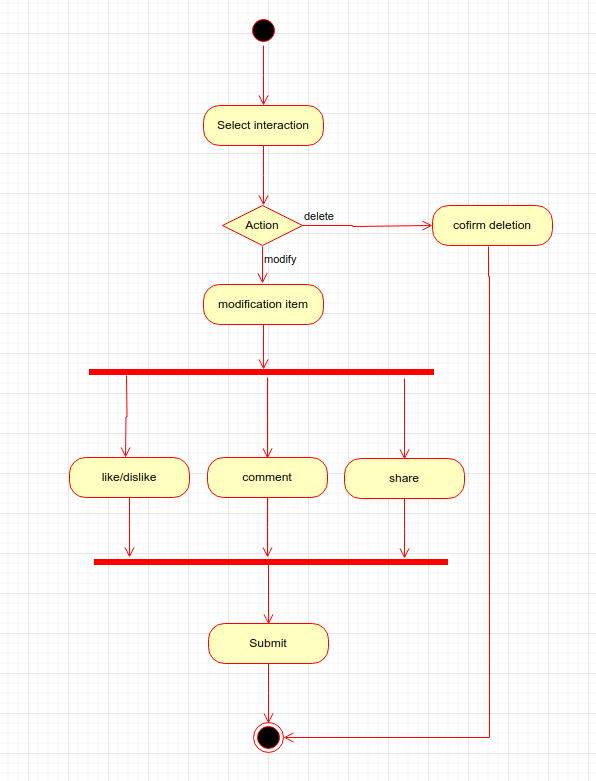 Select interaction
Action
delete
cofirm deletion
modify
modification item
like/dislike
comment
share
Submit